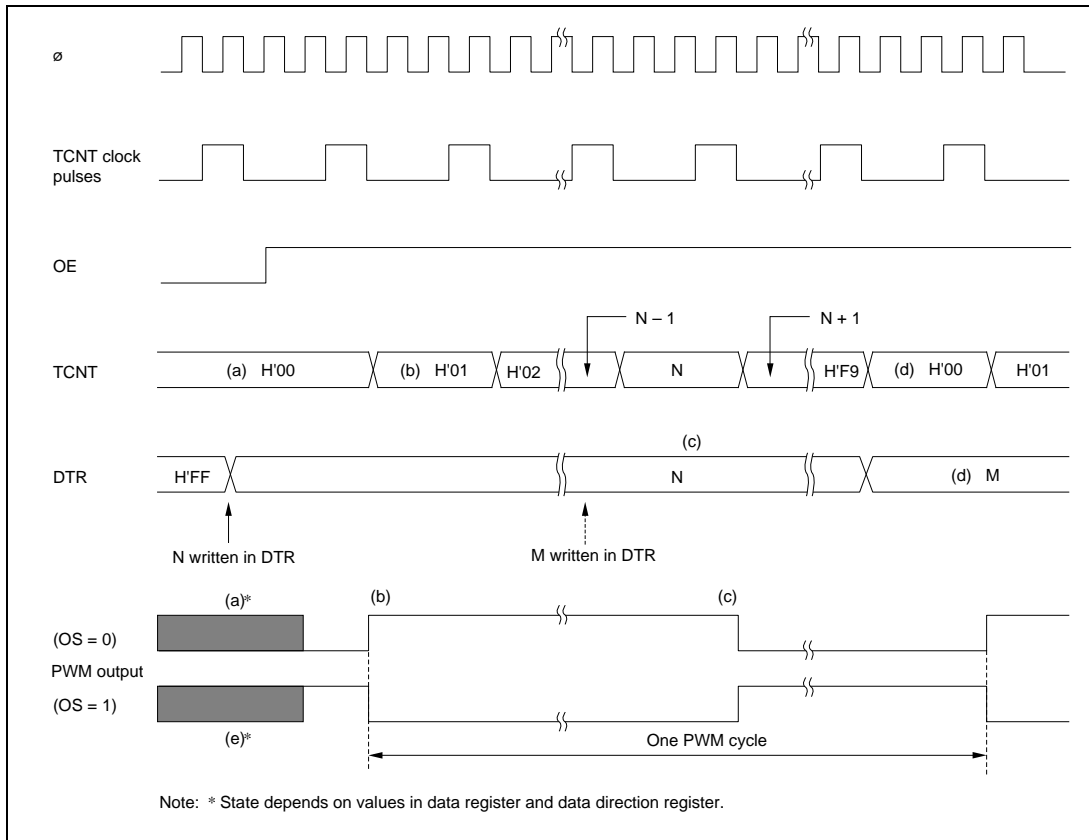 ø
TCNT clock
pulses
OE
N – 1
N + 1
TCNT
(a) H'00
(b) H'01
H'02
N
H'F9
(d) H'00
H'01
(c)
DTR
H'FF
N
(d) M
N written in DTR
M written in DTR
(a)*
(b)
(c)
(OS = 0)
PWM output
(OS = 1)
(e)*
One PWM cycle
Note: * State depends on values in data register and data direction register.